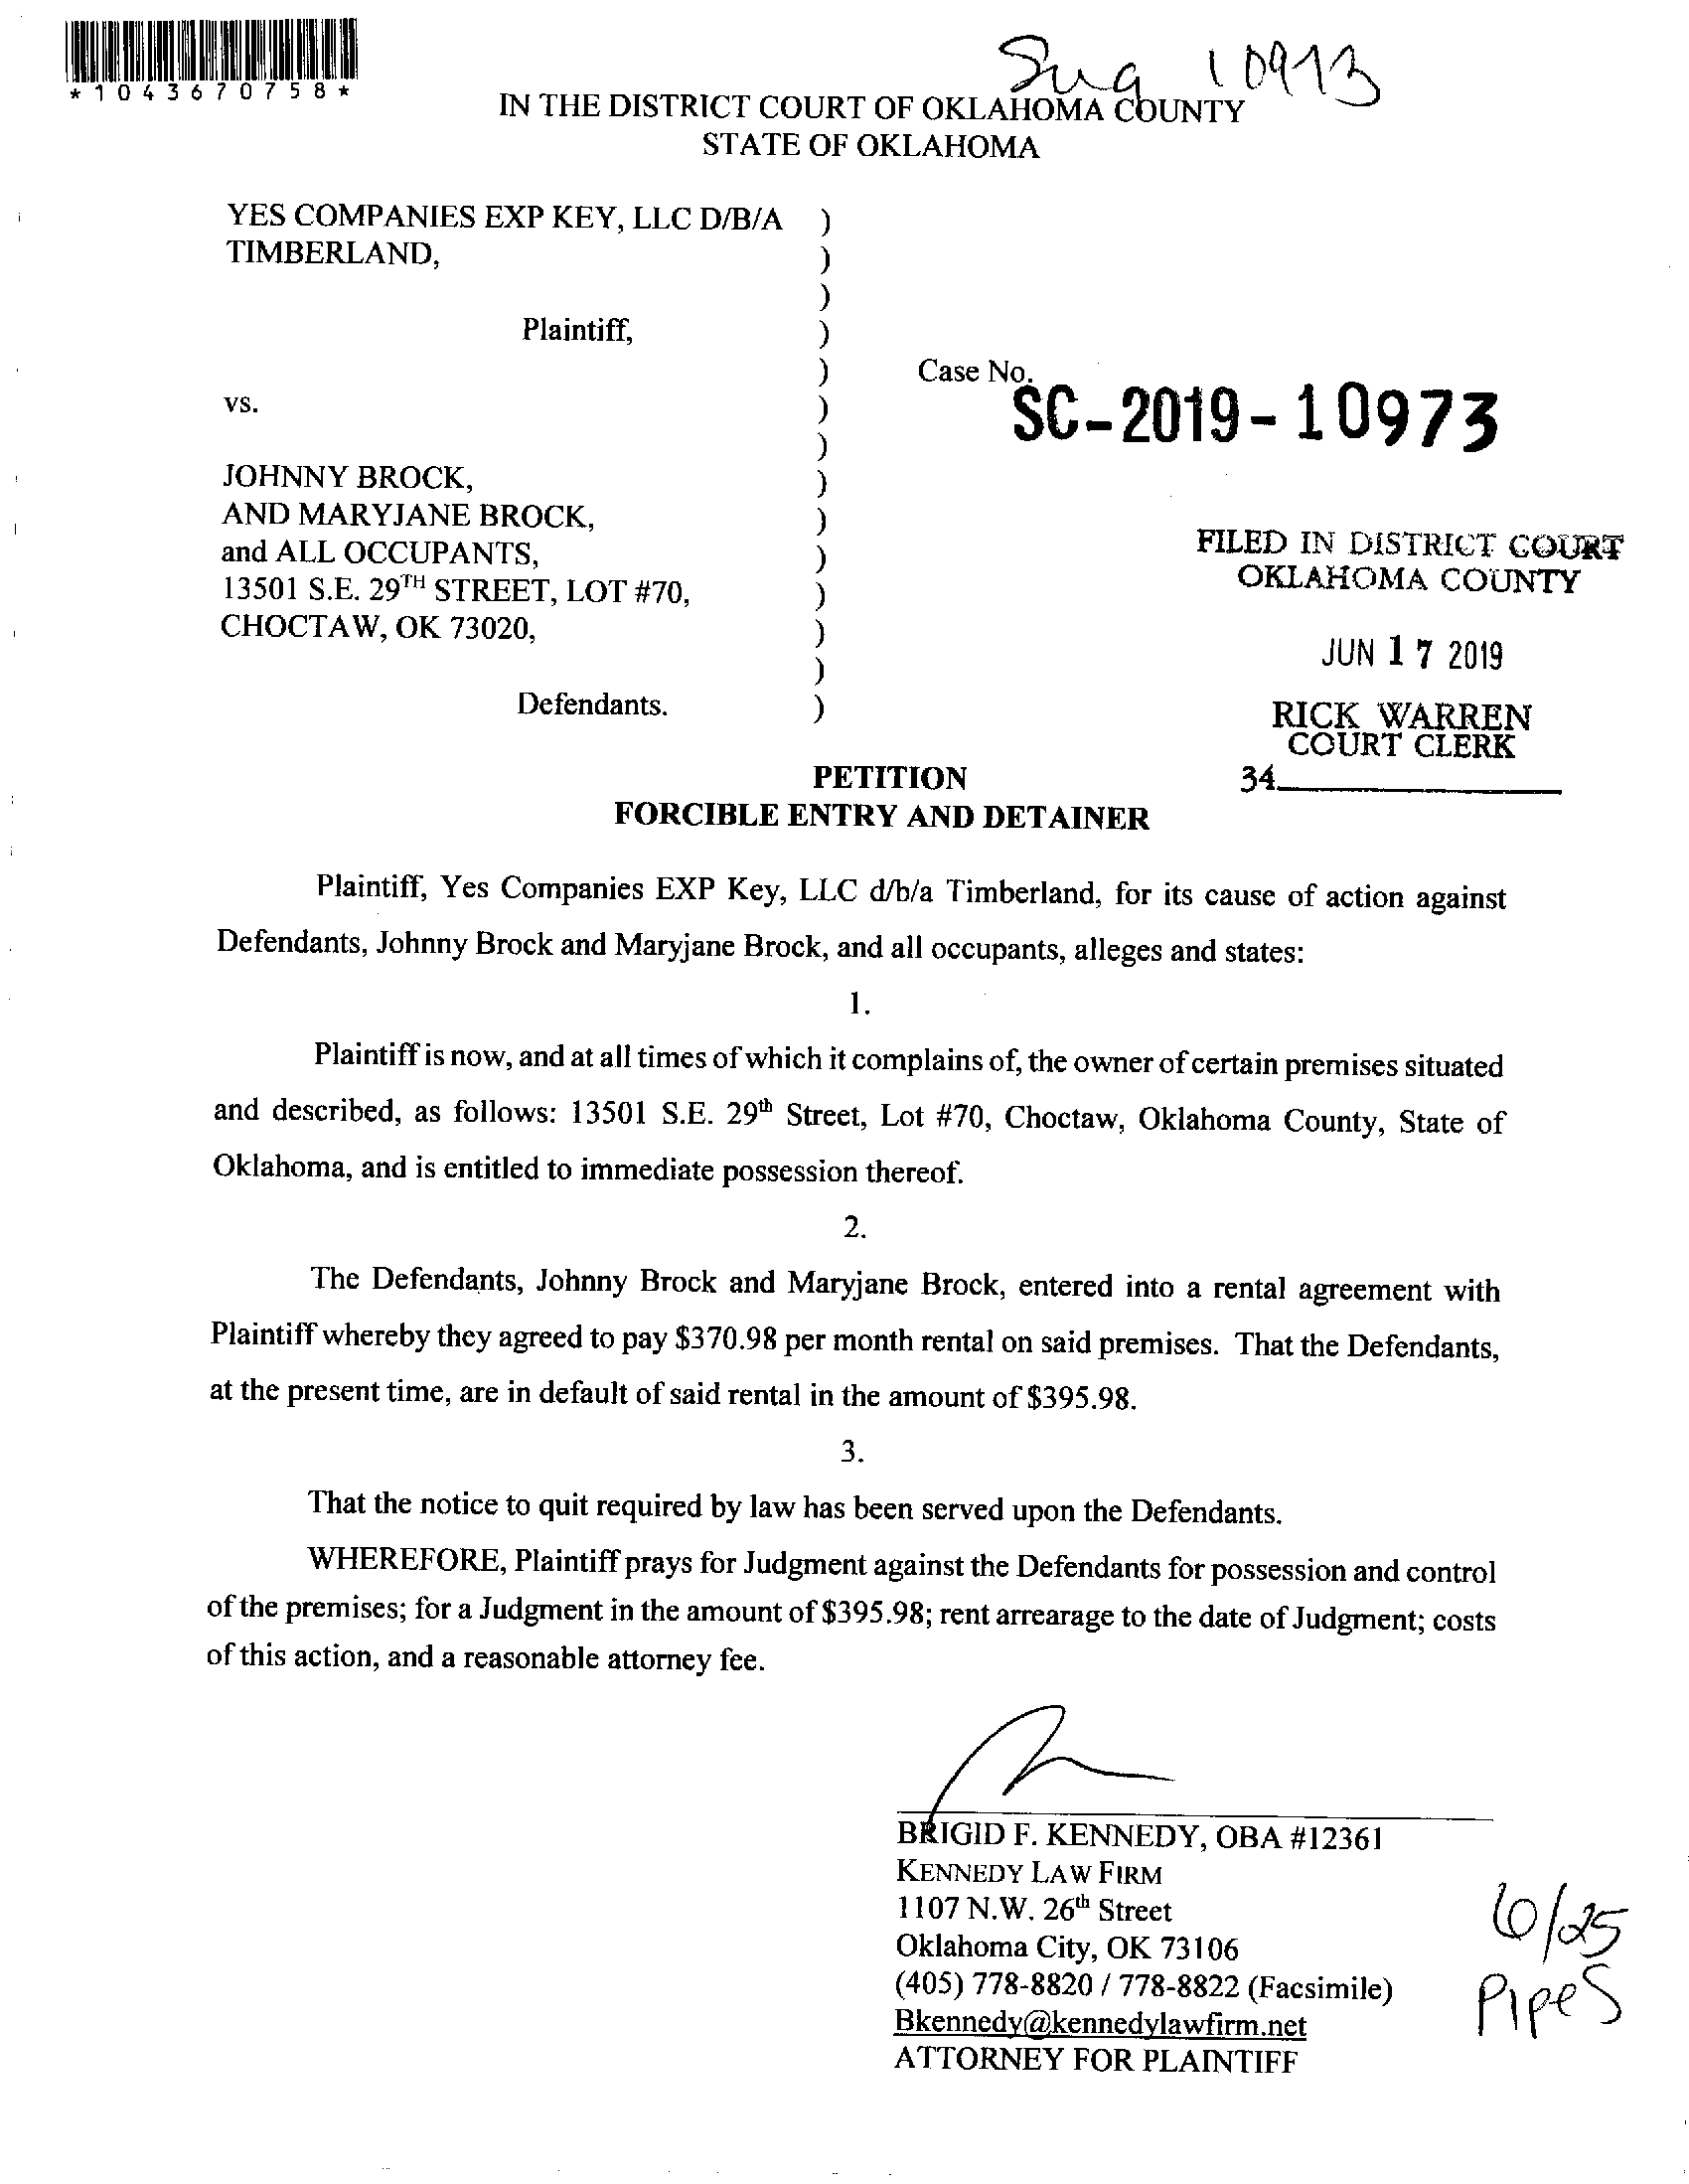 *1043670758*
10973
IN THE DISTRICT COURT OF OKLAHOMA COUNTY
STATE OF OKLAHOMA
YES COMPANIES EXP KEY, LLC D/B/A )
TIMBERLAND, )
)
Plaintiff, )
) Case No.
vs. ) SC-2019-10973
)
JOHNNY BROCK, )
AND MARYJANE BROCK, )
and ALL OCCUPANTS, ) FILED IN DISTRICT COURT
13501 S.E. 29TH STREET, LOT #70, ) OKLAHOMA COUNTY
CHOCTAW, OK 73020, )
) JUN 17 2019
Defendants. ) RICK WARREN
COURT CLERK
PETITION 34
FORCIBLE ENTRY AND DETAINER
Plaintiff, Yes Companies EXP Key, LLC d/b/a Timberland, for its cause of action against
Defendants, Johnny Brock and Maryjane Brock, and all occupants, alleges and states:
1.
Plaintiff is now, and at all times of which it complains of, the owner of certain premises situated
and described, as follows: 13501 S.E. 29th Street, Lot #70, Choctaw, Oklahoma County, State of
Oklahoma, and is entitled to immediate possession thereof.
2.
The Defendants, Johnny Brock and Maryjane Brock, entered into a rental agreement with
Plaintiff whereby they agreed to pay $370.98 per month rental on said premises. That the Defendants,
at the present time, are in default of said rental in the amount of $395.98.
3.
That the notice to quit required by law has been served upon the Defendants.
WHEREFORE, Plaintiff prays for Judgment against the Defendants for possession and control
of the premises; for a Judgment in the amount of $395.98; rent arrearage to the date of Judgment; costs
of this action, and a reasonable attorney fee.
BRIGID F. KENNEDY, OBA #12361
KENNEDY LAW FIRM
1107 N.W. 26th Street
Oklahoma City, OK 73106
(405) 778-8820 / 778-8822 (Facsimile)
Bkennedy@kennedylawfirm.net
ATTORNEY FOR PLAINTIFF
6/25
Pipes